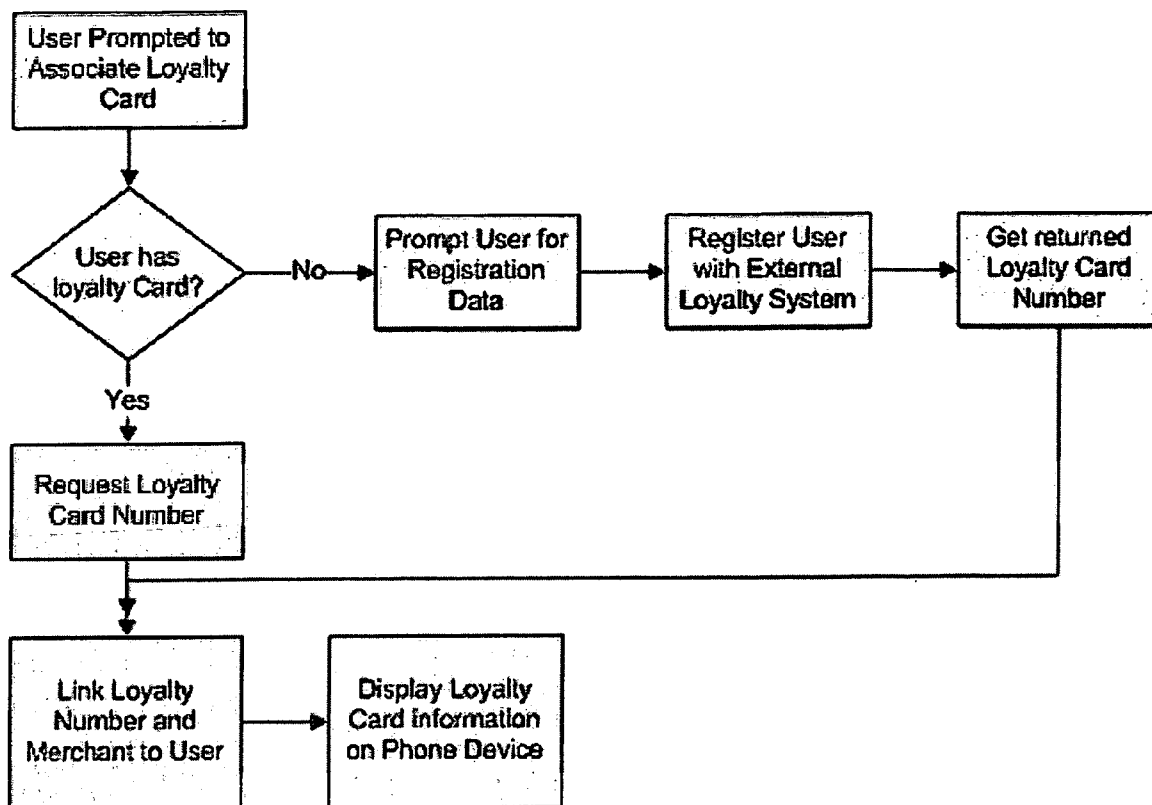 User Prompted to
Associate Loyalty
Card
User has
loyalty Card?
No
Prompt User for
Registration
Data
Register User
with External
Loyalty System
Get returned
Loyalty Card
Number
Yes
Request Loyalty
Card Number
Link Loyalty
Number and
Merchant to User
Display Loyalty
Card Information
on Phone Device